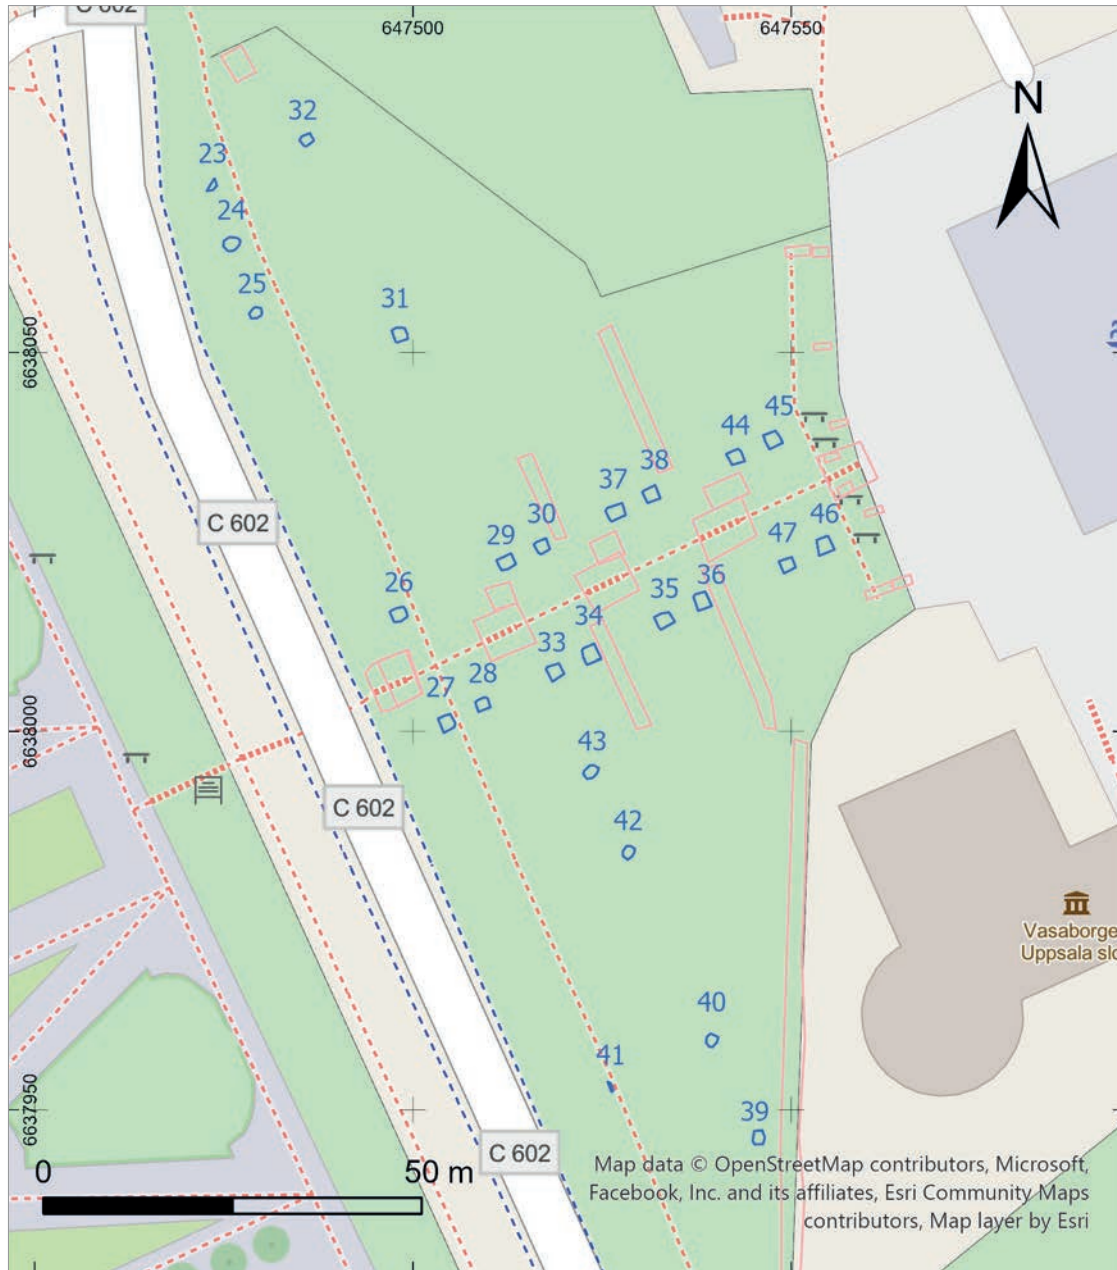 C 602
647500
647550
N
32
23
24
25
31
6638050
45
44
38
37
30
29
46
47
C 602
26
36
35
34
33
28
27
6638000
43
C 602
42
Vasaborge
Uppsala slo
40
41
39
6637950
C 602
0
50 m
Map data © OpenStreetMap contributors, Microsoft,
Facebook, Inc. and its affiliates, Esri Community Maps
contributors, Map layer by Esri